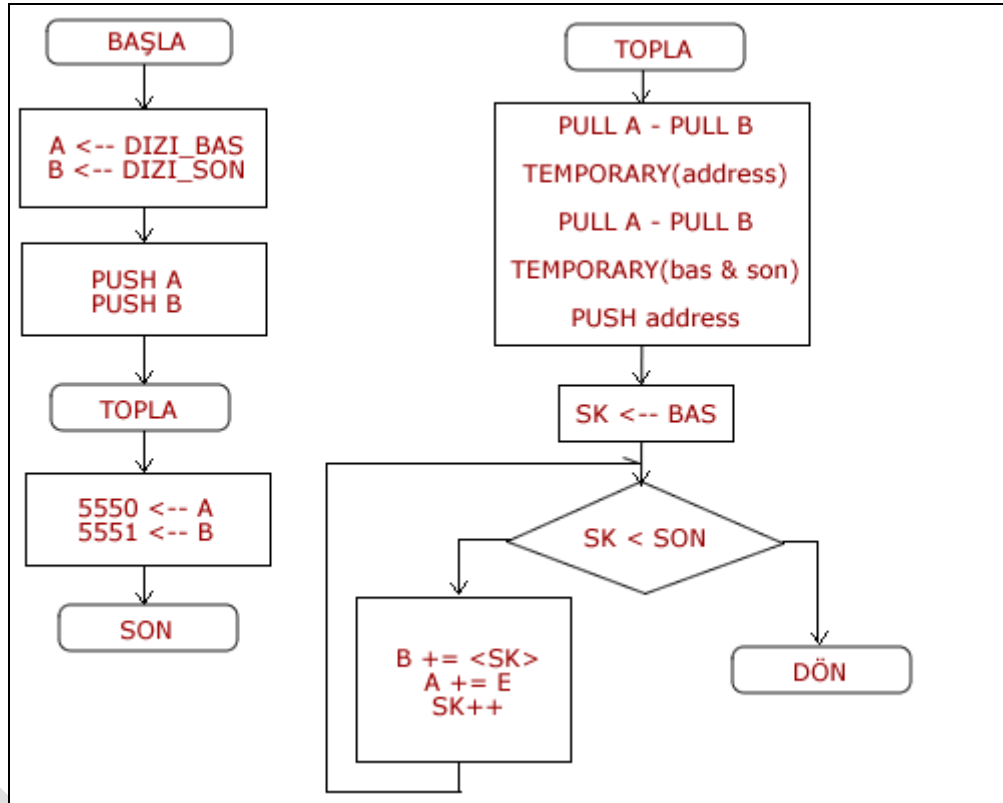 BAŞLA
A <-- DIZI_BAS
B <-- DIZI_SON
PUSH A
PUSH B
TOPLA
5550 <-- A
5551 <-- B
SON
TOPLA
PULL A - PULL B
TEMPORARY(address)
PULL A - PULL B
TEMPORARY(bas & son)
PUSH address
SK <-- BAS
SK < SON
B += <SK>
A += E
SK++
DÖN